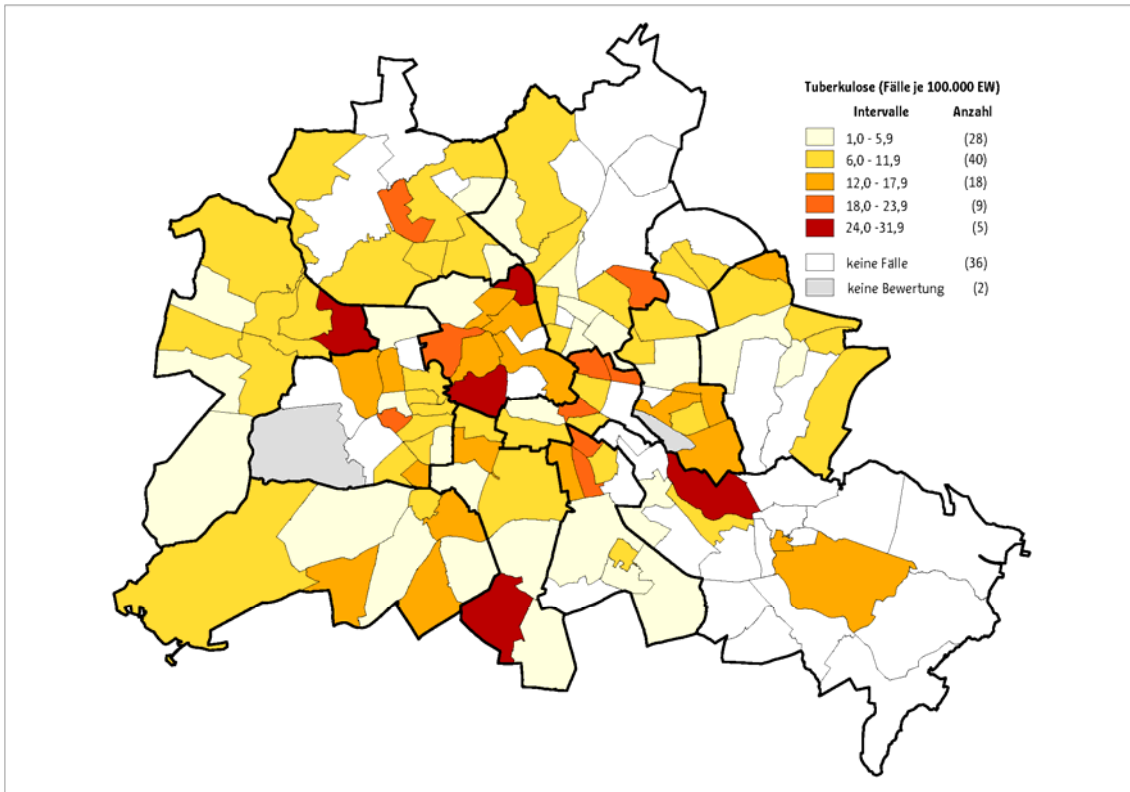 Tuberkulose (Fälle je 100.000 EW)
Intervalle Anzahl
1,0 - 5,9 (28)
6,0 - 11,9 (40)
12,0 - 17,9 (18)
18,0 - 23,9 (9)
24,0 -31,9 (5)
keine Fälle (36)
keine Bewertung (2)